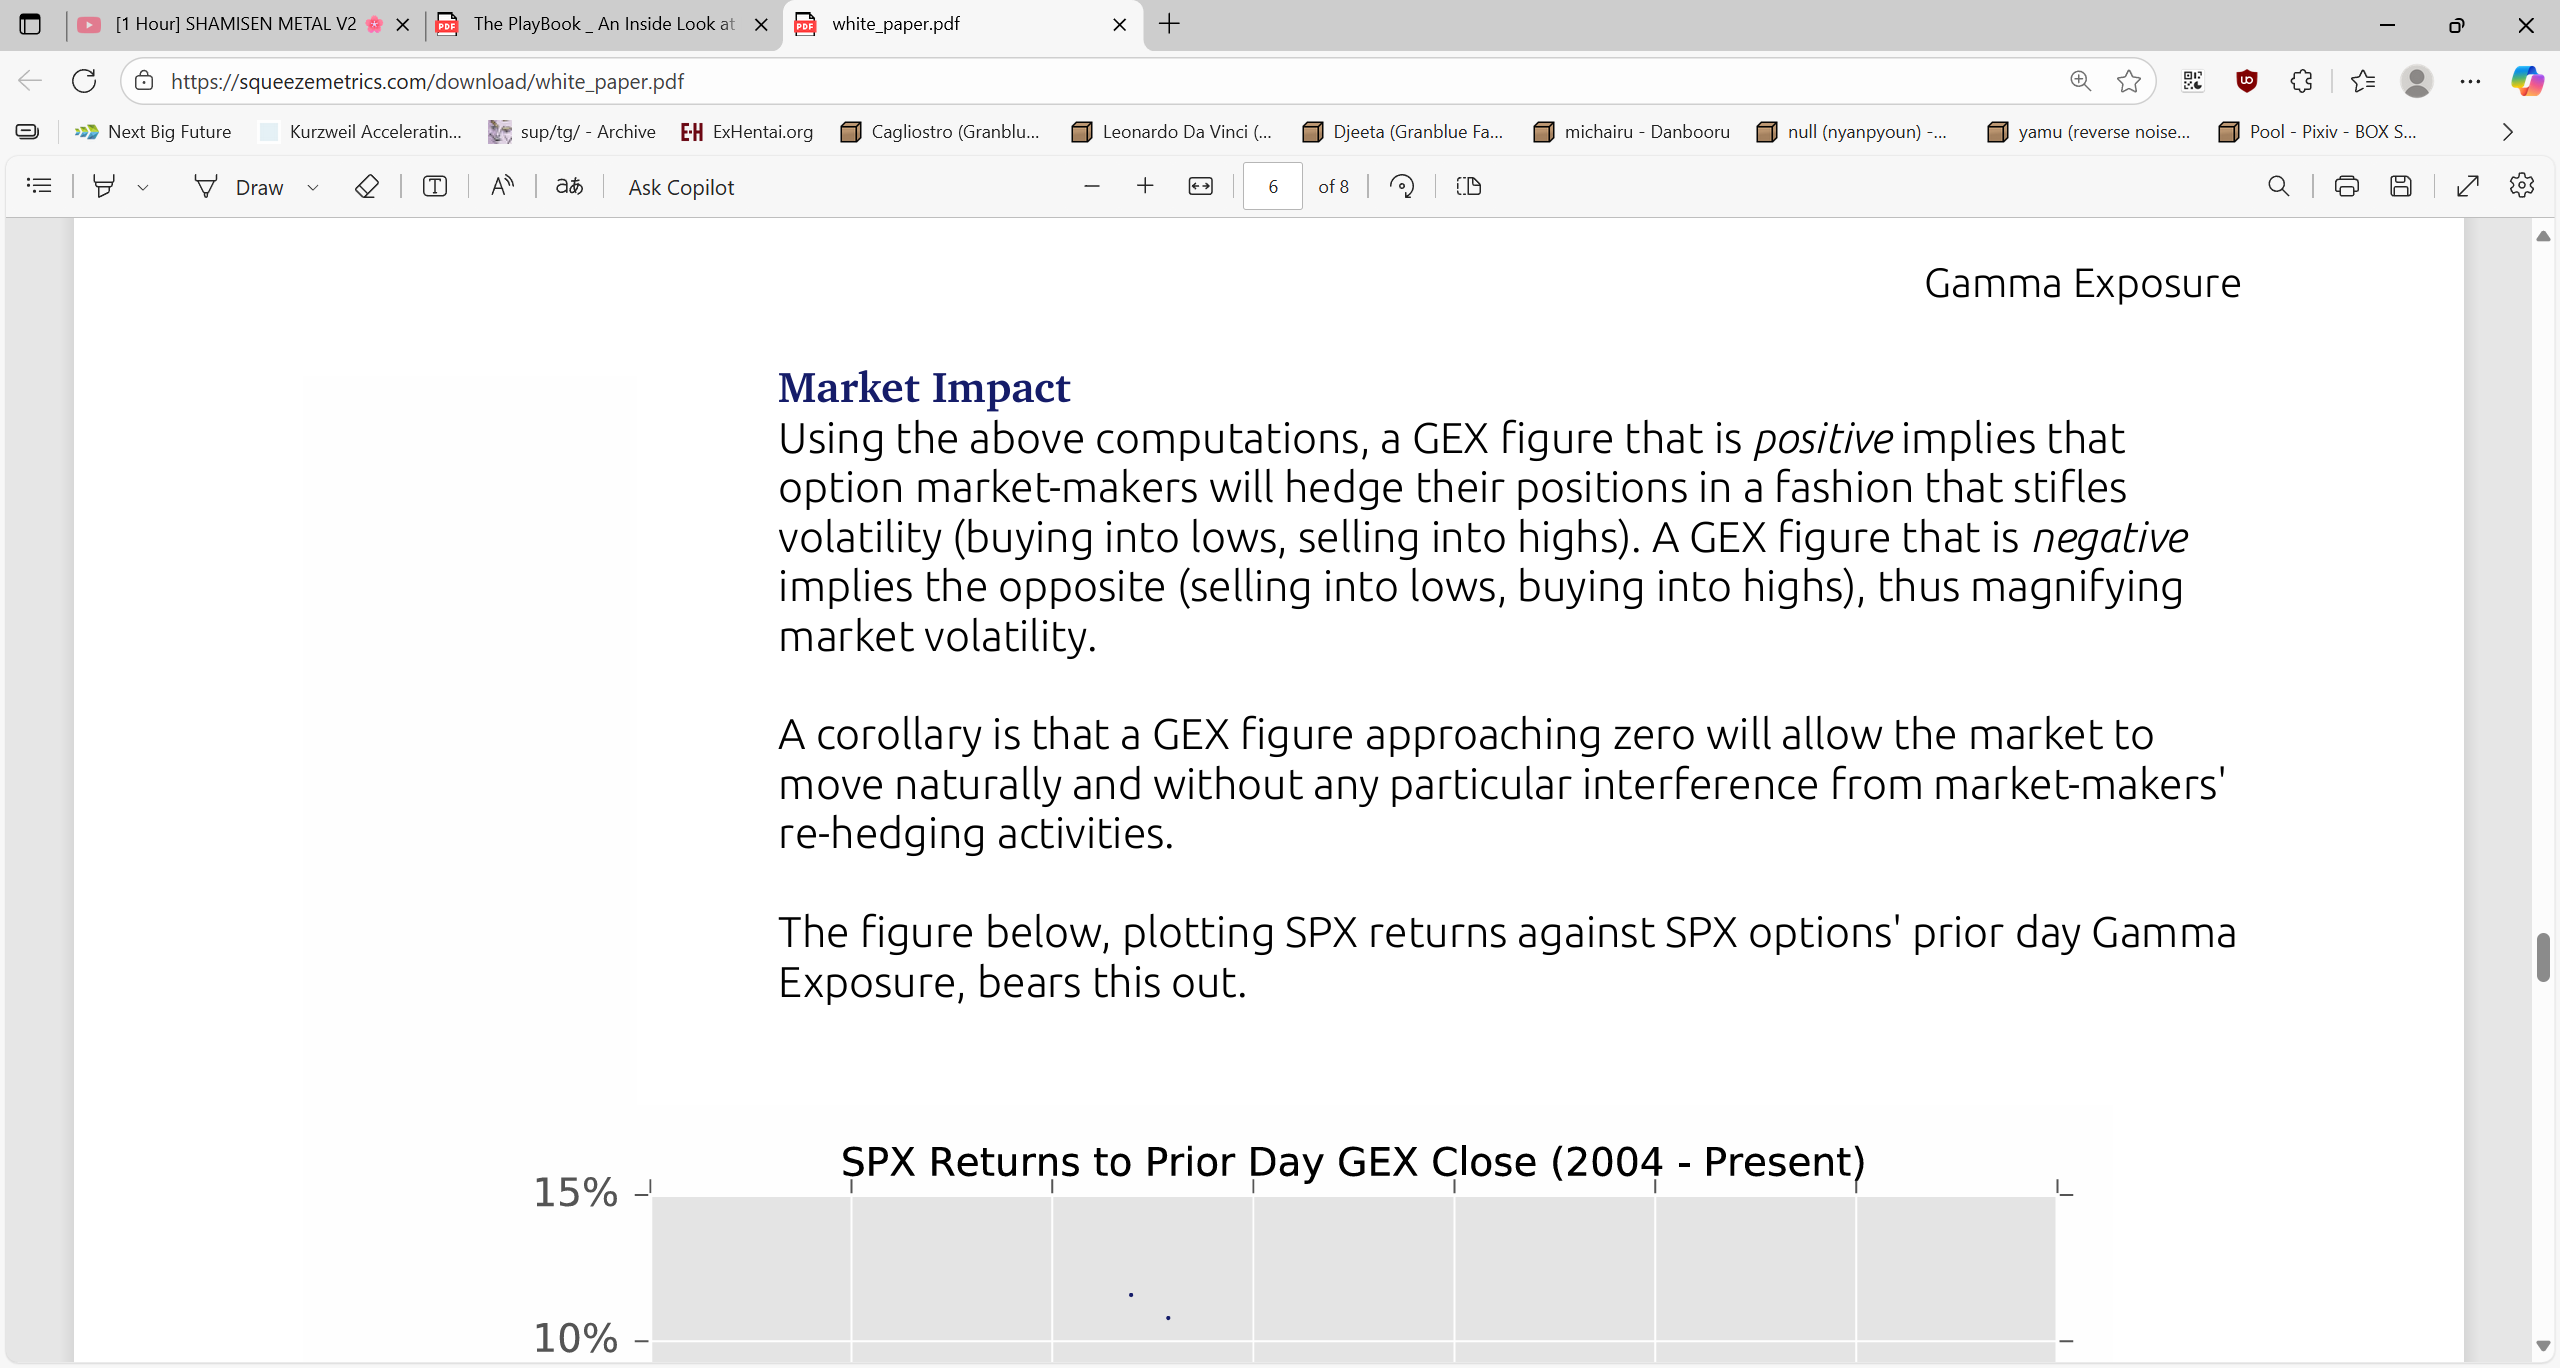 [1 Hour] SHAMISEN METAL V2 🌸
The PlayBook _ An Inside Look at
white_paper.pdf
https://squeezemetrics.com/download/white_paper.pdf
Next Big Future
Kurzweil Acceleratin...
sup/tg/ - Archive
E-H ExHentai.org
Cagliostro (Granblu...
Leonardo Da Vinci (...
Djeeta (Granblue Fa...
michairu - Danbooru
null (nyanpyoun) -...
yamu (reverse noise...
Pool - Pixiv - BOX S...
Draw
aあ
Ask Copilot
6 of 8
Gamma Exposure
Market Impact
Using the above computations, a GEX figure that is positive implies that
option market-makers will hedge their positions in a fashion that stifles
volatility (buying into lows, selling into highs). A GEX figure that is negative
implies the opposite (selling into lows, buying into highs), thus magnifying
market volatility.
A corollary is that a GEX figure approaching zero will allow the market to
move naturally and without any particular interference from market-makers'
re-hedging activities.
The figure below, plotting SPX returns against SPX options' prior day Gamma
Exposure, bears this out.
SPX Returns to Prior Day GEX Close (2004 - Present)
15%
10%